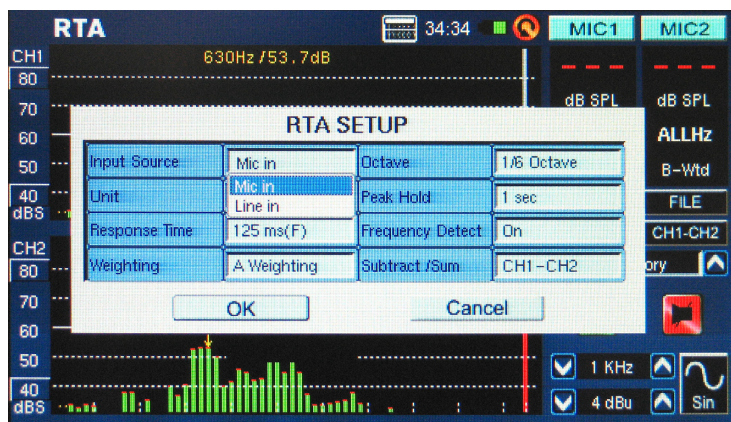 RTA 34:34 MIC1 MIC2
CH1 630Hz/53.7dB
80
70 dB SPL dB SPL
RTA SETUP
60 ALLHz
Input Source Mic in Octave 1/6 Octave
50 B-Wtd
Mic in
Unit Line in Peak Hold 1 sec
40 FILE
dBS
Response Time 125 ms(F) Frequency Detect On CH1-CH2
CH2
Weighting A Weighting Subtract /Sum CH1-CH2 ory
80
70 OK Cancel
60
50 1 KHz
40
dBS 4 dBu Sin